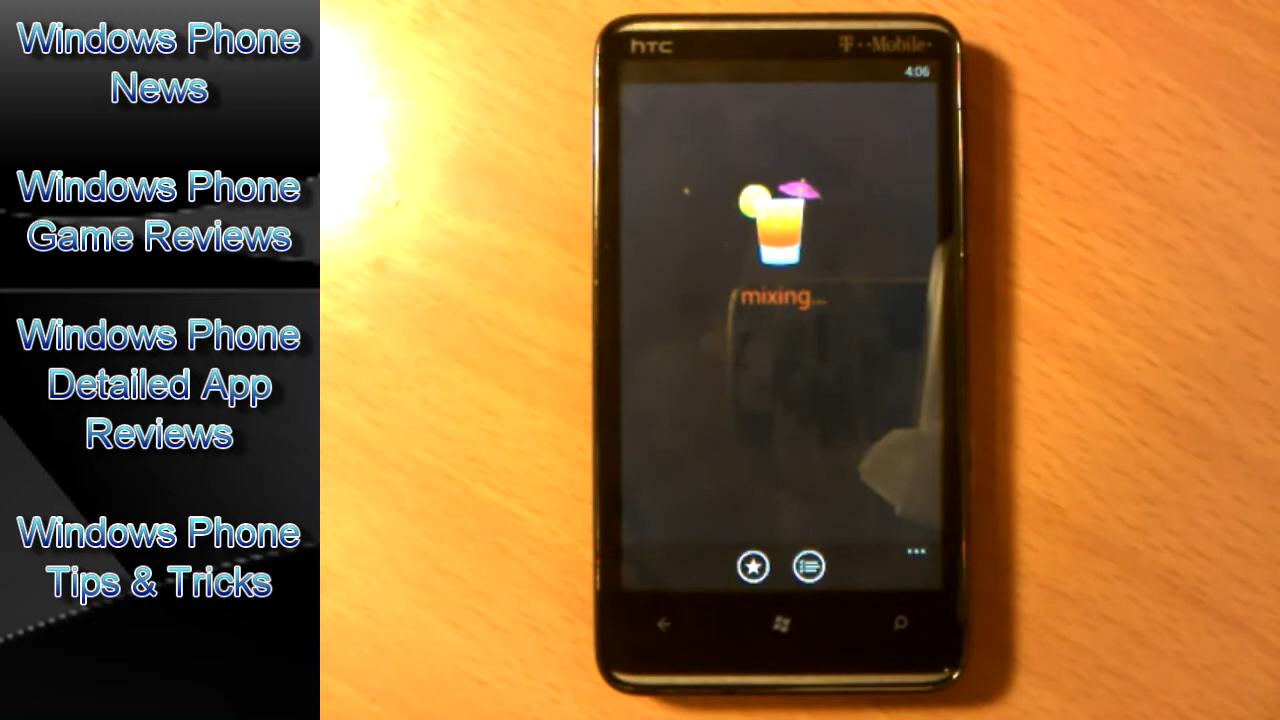 Windows Phone
News
Windows Phone
Game Reviews
Windows Phone
Detailed App
Reviews
Windows Phone
Tips & Tricks
hTC
T··Mobile·
4:06
mixing...